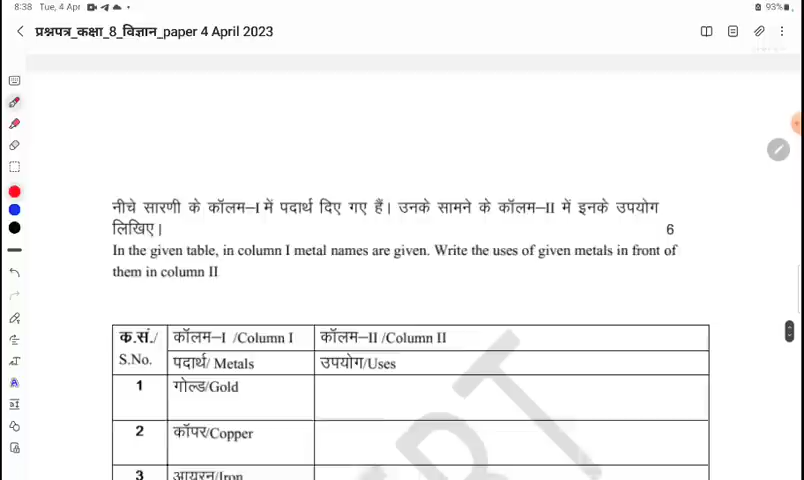 8:38 Tue, 4 Apr 93%
प्रश्नपत्र_कक्षा_8_विज्ञान_paper 4 April 2023
नीचे सारणी के कॉलम–I में पदार्थ दिए गए हैं। उनके सामने के कॉलम–II में इनके उपयोग
लिखिए। 6
In the given table, in column I metal names are given. Write the uses of given metals in front of
them in column II
क.सं./ कॉलम–I /Column I कॉलम–II /Column II
S.No. पदार्थ/ Metals उपयोग/Uses
1 गोल्ड/Gold
2 कॉपर/Copper
3 आयरन/Iron